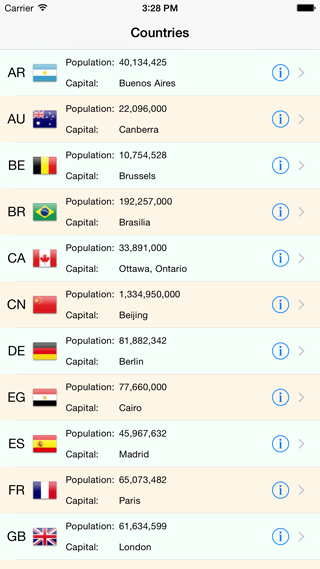 Carrier 3:28 PM
Countries
AR Population: 40,134,425
Capital: Buenos Aires
AU Population: 22,096,000
Capital: Canberra
BE Population: 10,754,528
Capital: Brussels
BR Population: 192,257,000
Capital: Brasilia
CA Population: 33,891,000
Capital: Ottawa, Ontario
CN Population: 1,334,950,000
Capital: Beijing
DE Population: 81,882,342
Capital: Berlin
EG Population: 77,660,000
Capital: Cairo
ES Population: 45,967,632
Capital: Madrid
FR Population: 65,073,482
Capital: Paris
GB Population: 61,634,599
Capital: London